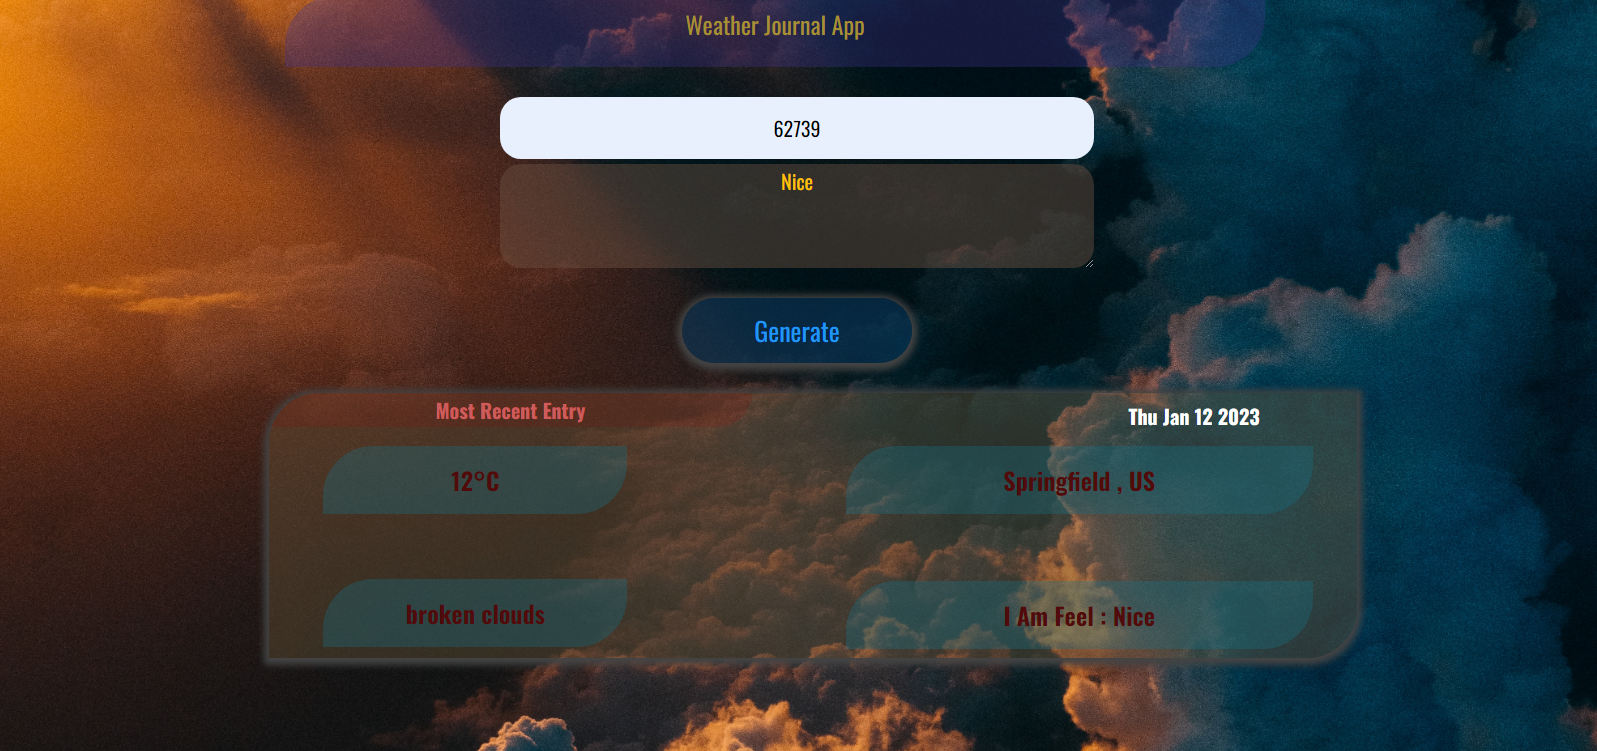 Weather Journal App
62739
Nice
Generate
Most Recent Entry
Thu Jan 12 2023
12°C
Springfield , US
broken clouds
I Am Feel : Nice